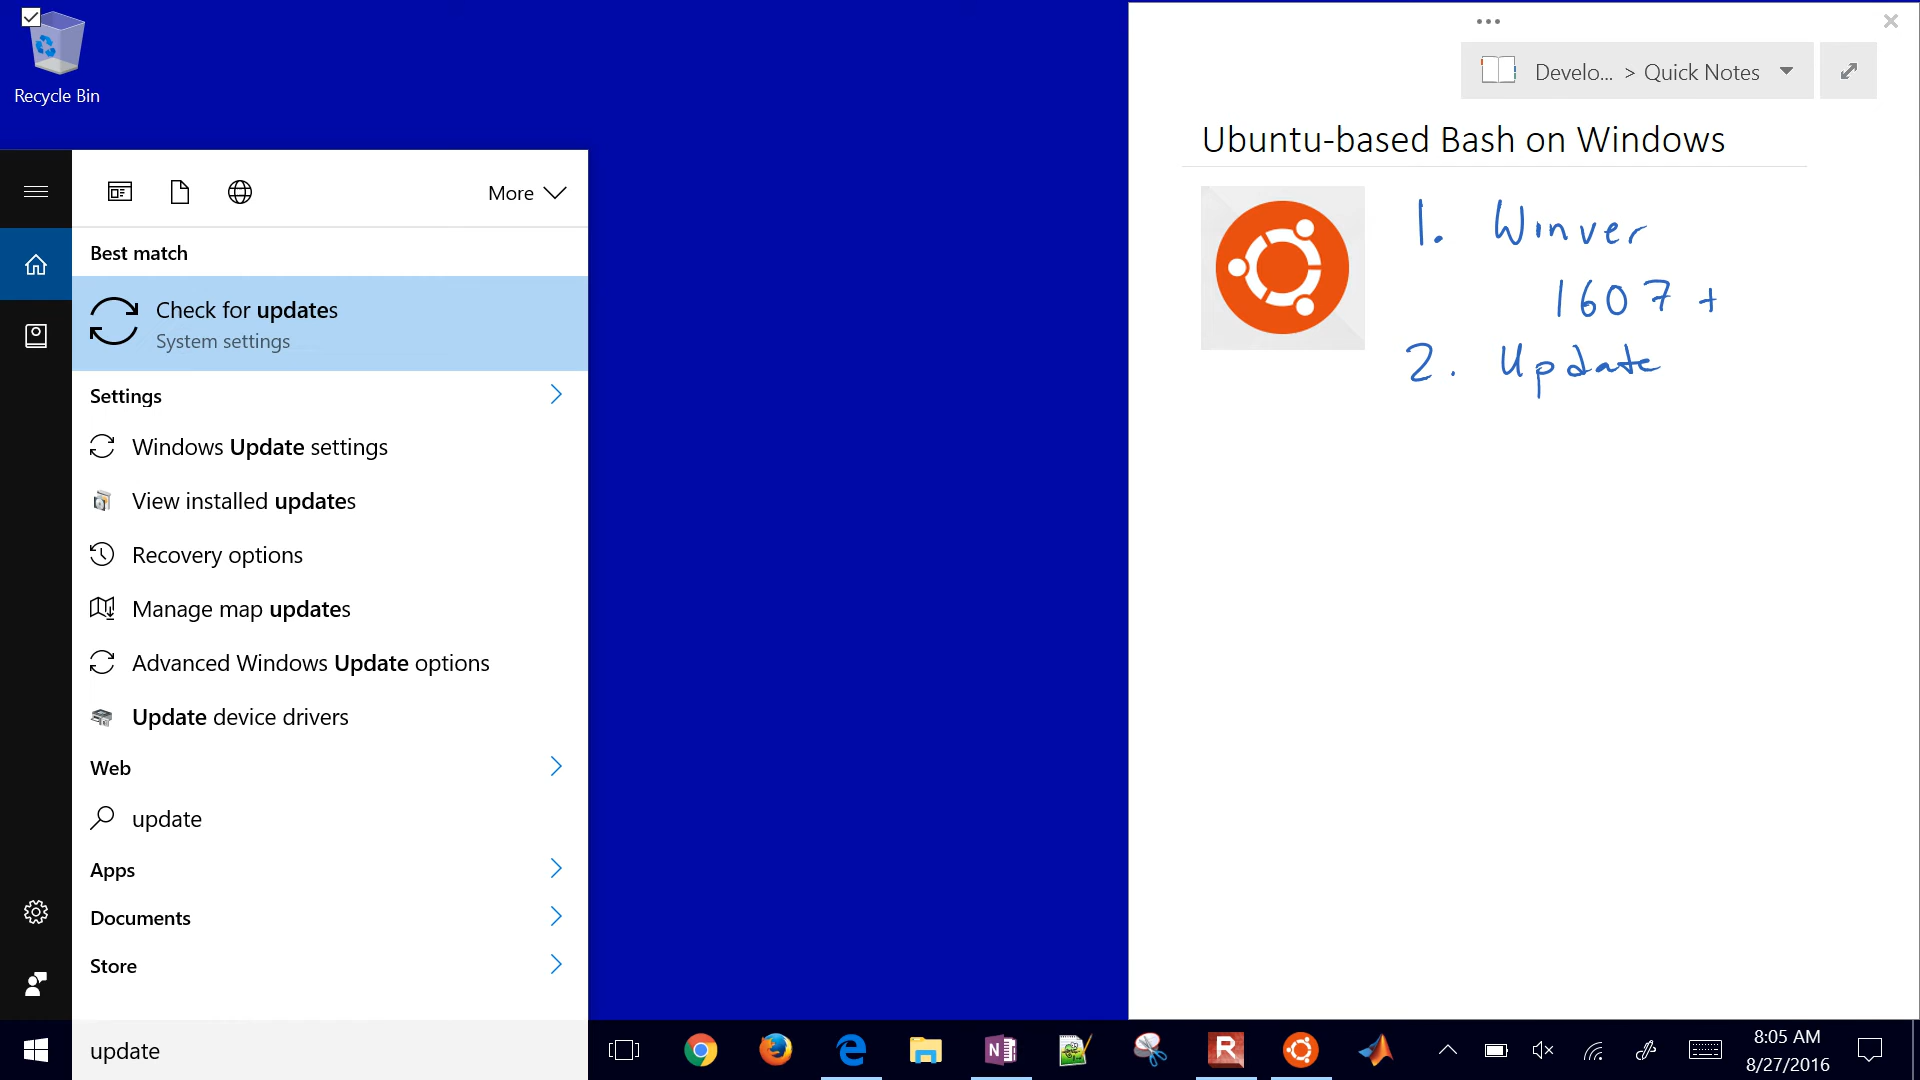 Recycle Bin
More
Best match
Check for updates
System settings
Settings
Windows Update settings
View installed updates
Recovery options
Manage map updates
Advanced Windows Update options
Update device drivers
Web
update
Apps
Documents
Store
update
Develo... > Quick Notes
Ubuntu-based Bash on Windows
1. Winver
1607 +
2. Update
N
R
8:05 AM
8/27/2016